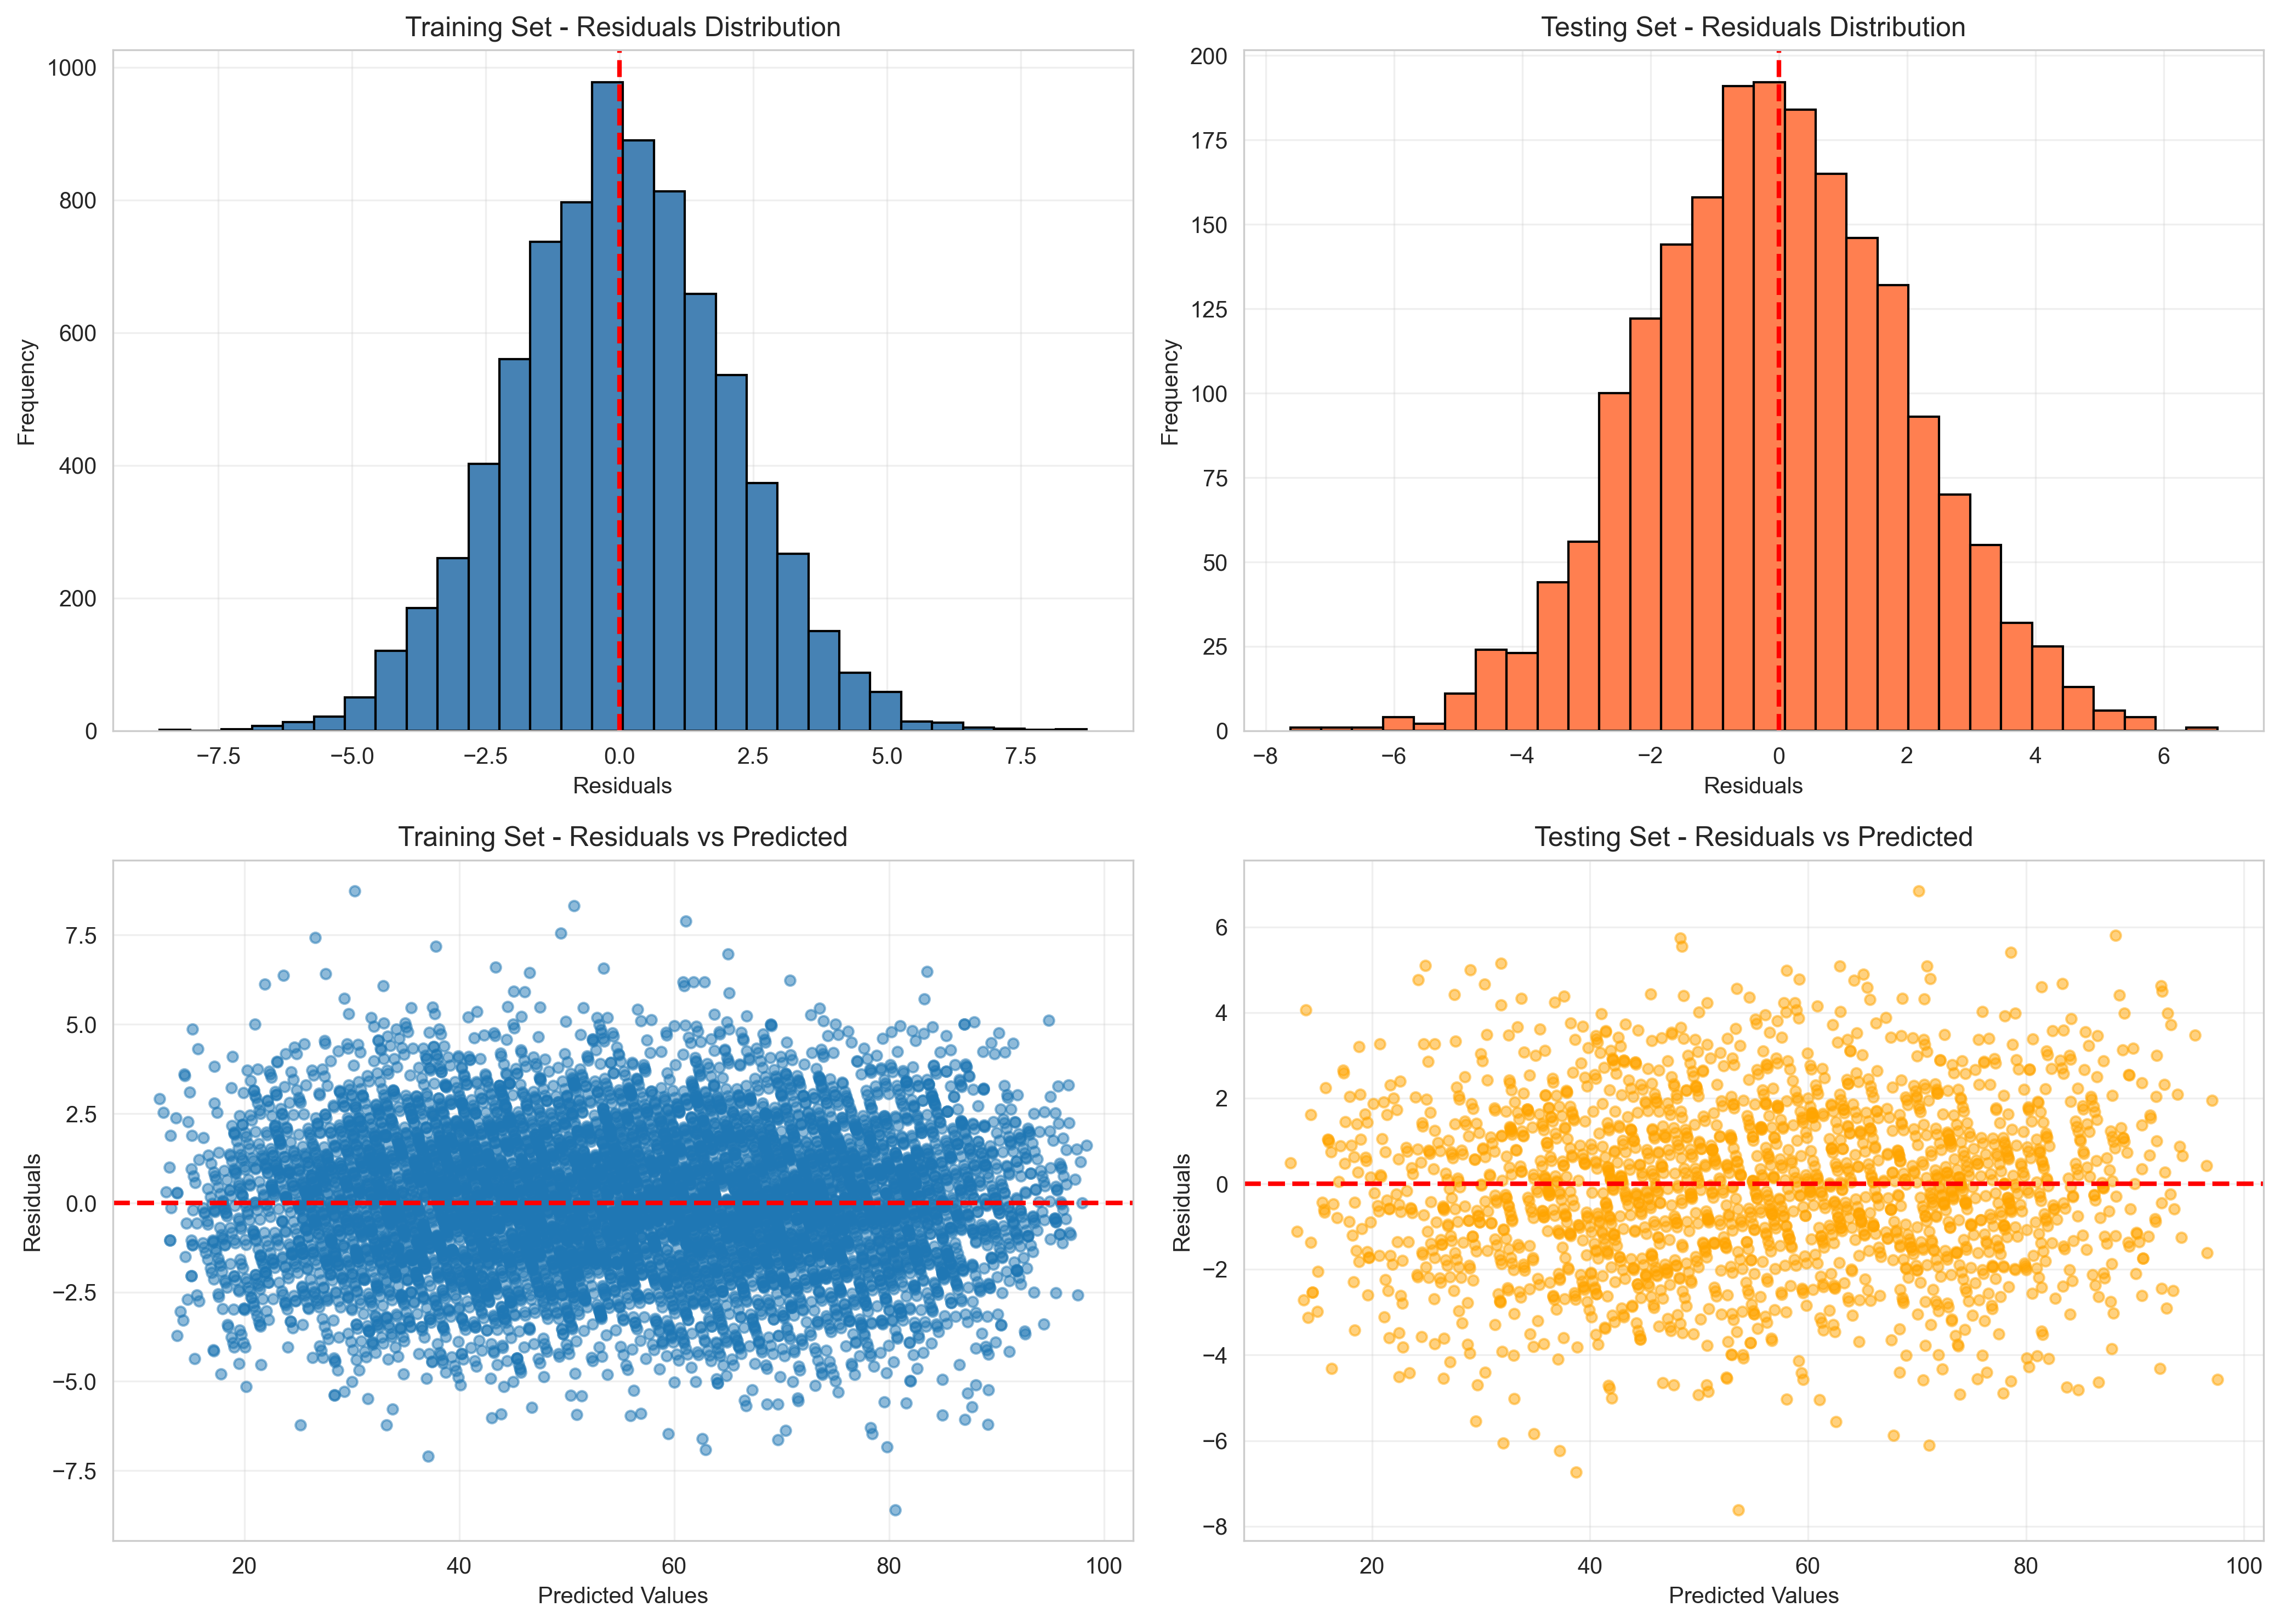 Training Set - Residuals Distribution
1000
800
600
400
200
0
Frequency
−7.5 −5.0 −2.5 0.0 2.5 5.0 7.5
Residuals
Testing Set - Residuals Distribution
200
175
150
125
100
75
50
25
0
Frequency
−8 −6 −4 −2 0 2 4 6
Residuals
Training Set - Residuals vs Predicted
7.5
5.0
2.5
0.0
−2.5
−5.0
−7.5
Residuals
20 40 60 80 100
Predicted Values
Testing Set - Residuals vs Predicted
6
4
2
0
−2
−4
−6
−8
Residuals
20 40 60 80 100
Predicted Values